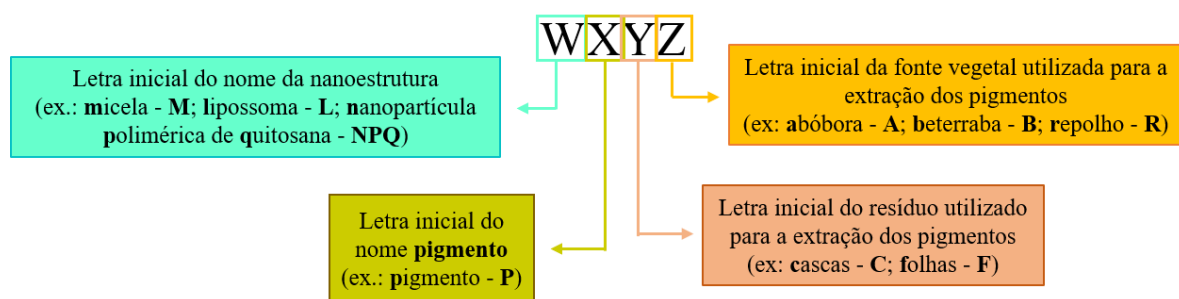 WXYZ
Letra inicial do nome da nanoestrutura
(ex.: micela - M; lipossoma - L; nanopartícula
polimérica de quitosana - NPQ)
Letra inicial da fonte vegetal utilizada para a
extração dos pigmentos
(ex: abóbora - A; beterraba - B; repolho - R)
Letra inicial do
nome pigmento
(ex.: pigmento - P)
Letra inicial do resíduo utilizado
para a extração dos pigmentos
(ex: cascas - C; folhas - F)